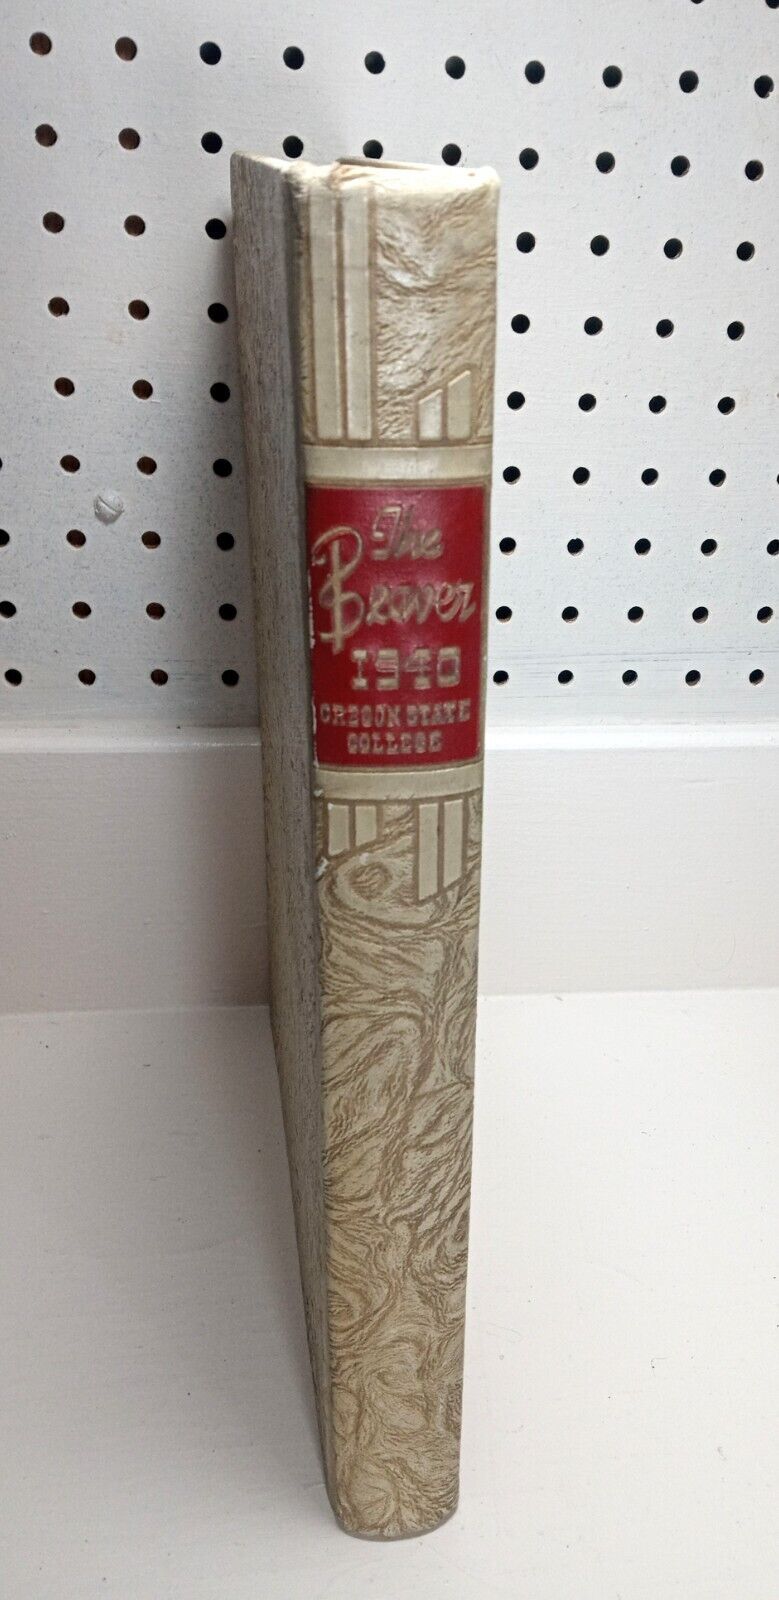 The
Beaver
1940
OREGON STATE
COLLEGE